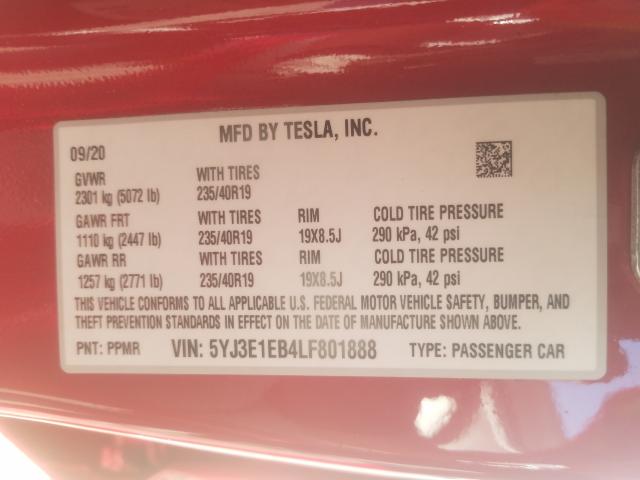 MFD BY TESLA, INC.
09/20
GVWR WITH TIRES
2301 kg (5072 lb) 235/40R19
GAWR FRT WITH TIRES RIM COLD TIRE PRESSURE
1110 kg (2447 lb) 235/40R19 19X8.5J 290 kPa, 42 psi
GAWR RR WITH TIRES RIM COLD TIRE PRESSURE
1257 kg (2771 lb) 235/40R19 19X8.5J 290 kPa, 42 psi
THIS VEHICLE CONFORMS TO ALL APPLICABLE U.S. FEDERAL MOTOR VEHICLE SAFETY, BUMPER, AND
THEFT PREVENTION STANDARDS IN EFFECT ON THE DATE OF MANUFACTURE SHOWN ABOVE.
PNT: PPMR VIN: 5YJ3E1EB4LF801888 TYPE: PASSENGER CAR